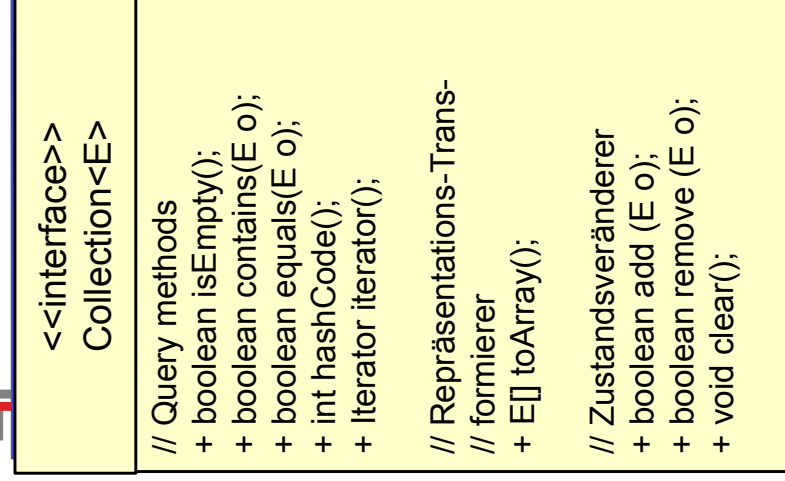 <<interface>>
Collection<E>
// Query methods
+ boolean isEmpty();
+ boolean contains(E o);
+ boolean equals(E o);
+ int hashCode();
+ Iterator iterator();
// Repräsentations-Trans-
// formierer
+ E[] toArray();
// Zustandsveränderer
+ boolean add (E o);
+ boolean remove (E o);
+ void clear();